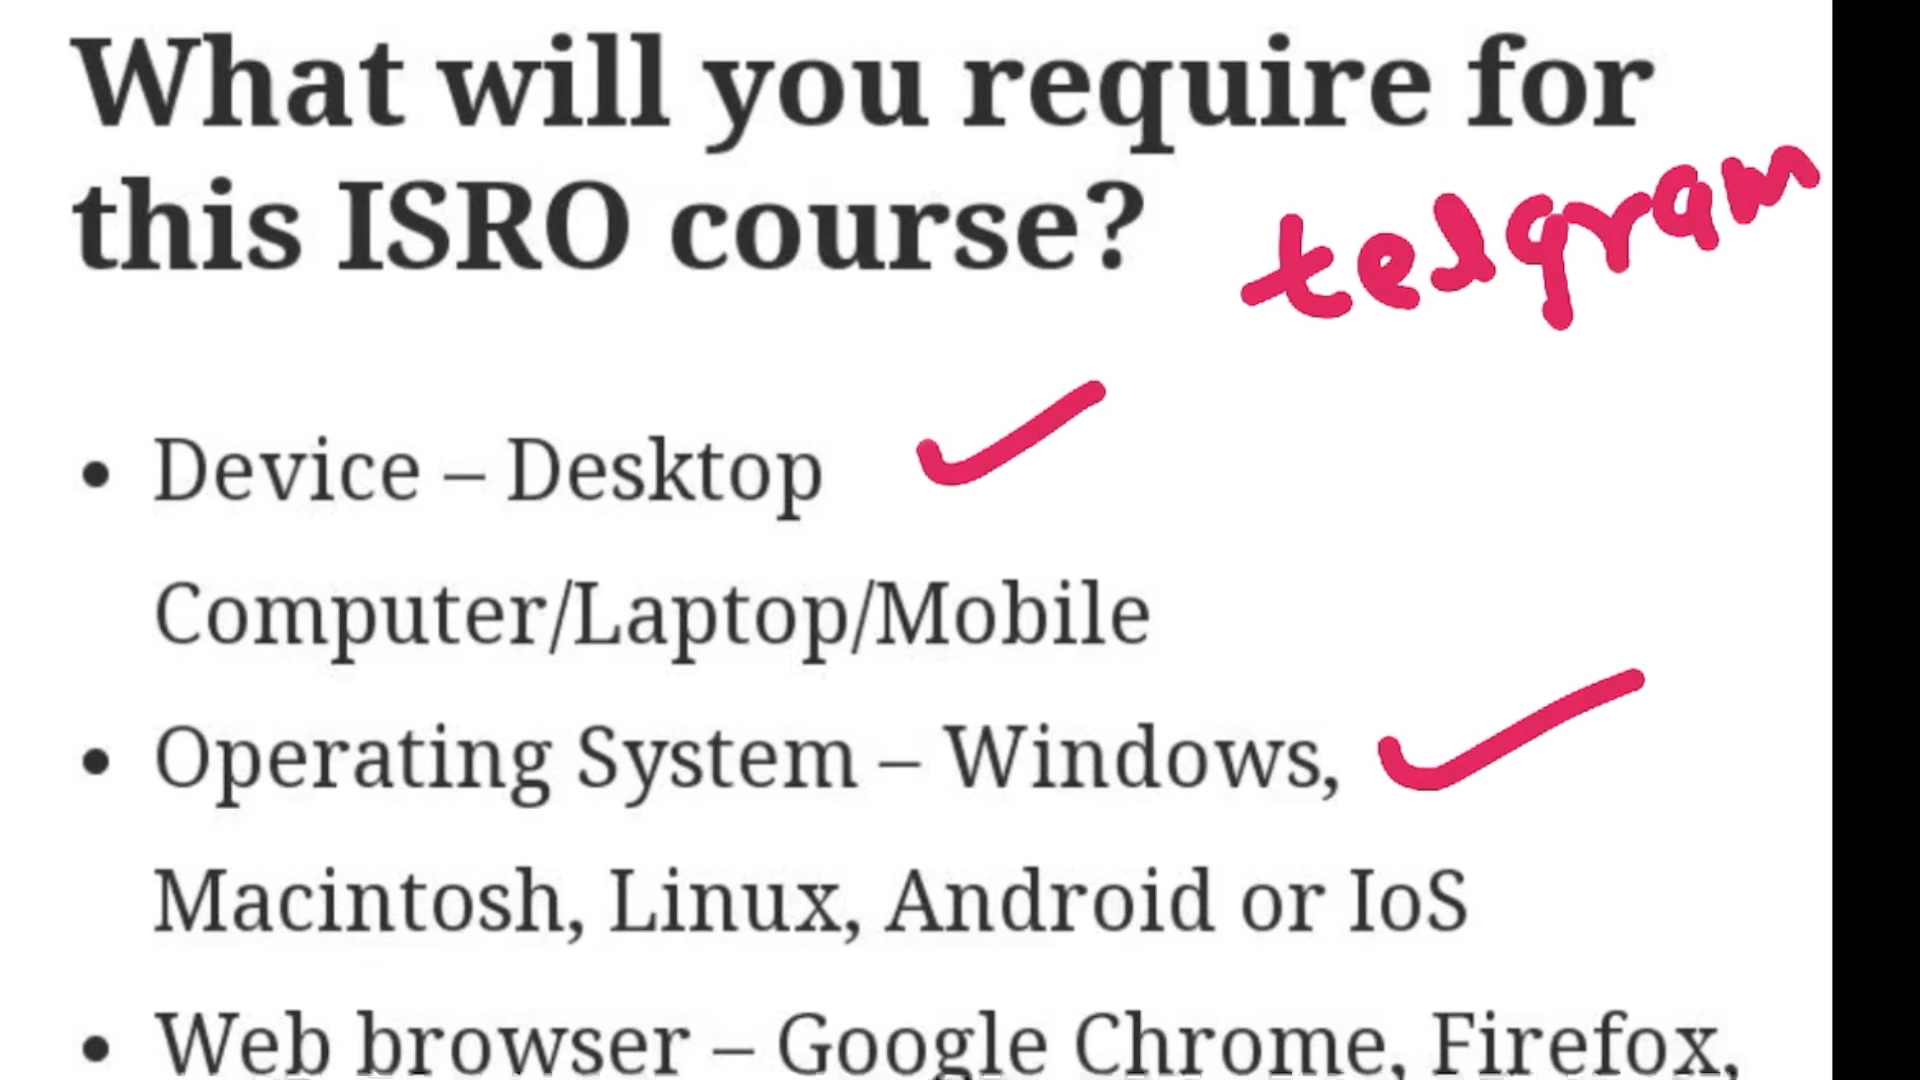 What will you require for
this ISRO course?
telgram
• Device – Desktop
Computer/Laptop/Mobile
• Operating System – Windows,
Macintosh, Linux, Android or IoS
• Web browser – Google Chrome, Firefox,